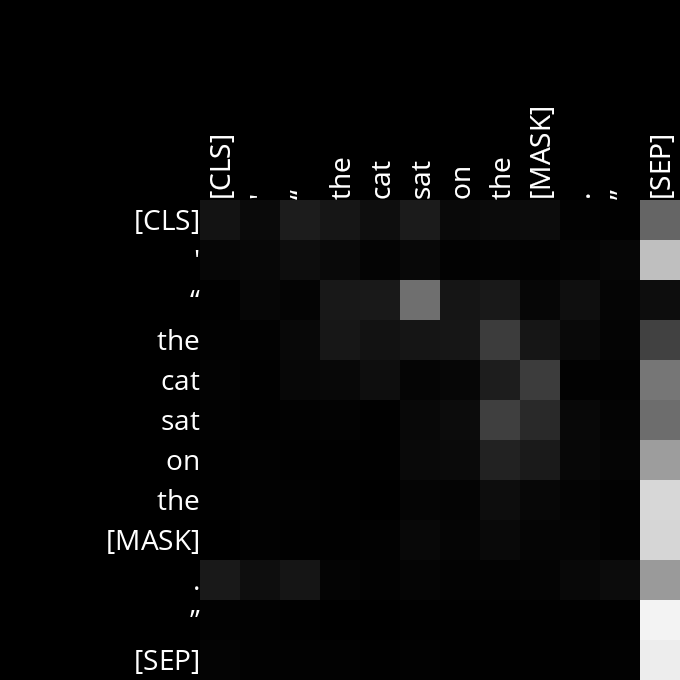 [CLS] ' “ the cat sat on the [MASK] . ” [SEP]
[CLS]
'
“
the
cat
sat
on
the
[MASK]
.
”
[SEP]